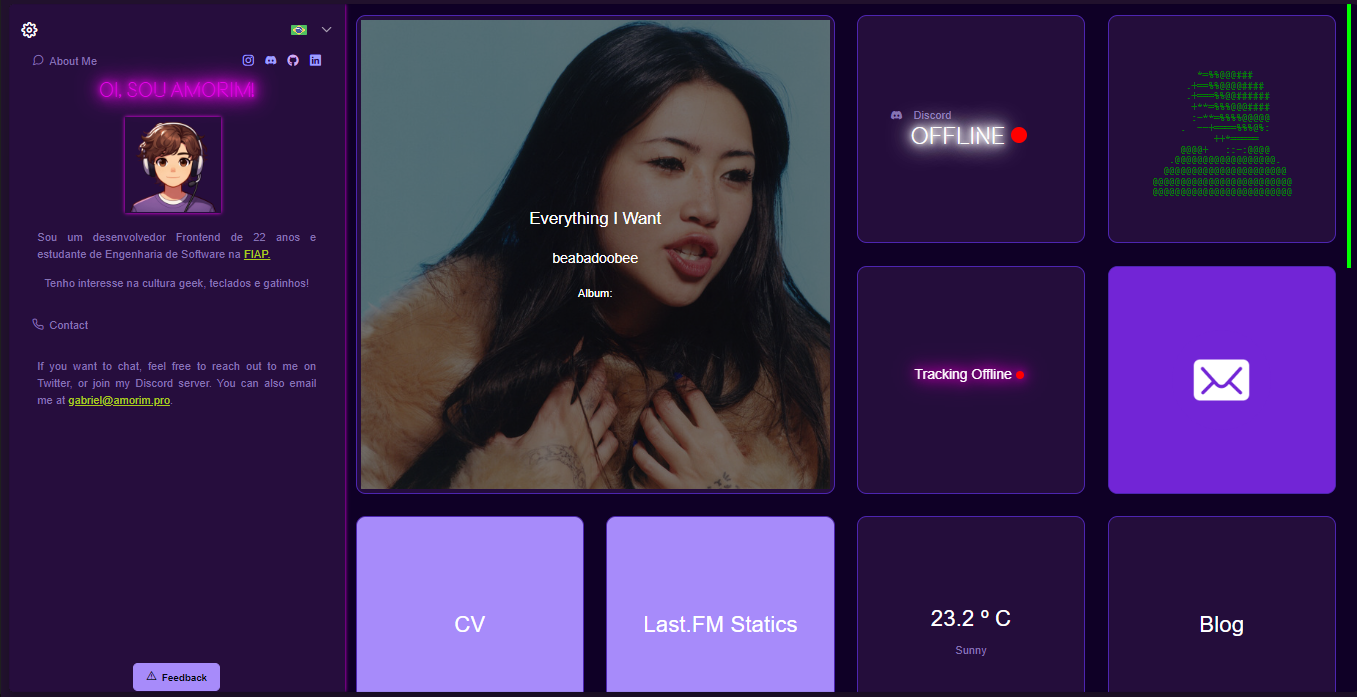 About Me
OI, SOU AMORIM!
Sou um desenvolvedor Frontend de 22 anos e
estudante de Engenharia de Software na FIAP.
Tenho interesse na cultura geek, teclados e gatinhos!
Contact
If you want to chat, feel free to reach out to me on
Twitter, or join my Discord server. You can also email
me at gabriel@amorim.pro.
Feedback
Everything I Want
beabadoobee
Album:
Discord
OFFLINE
Tracking Offline
CV
Last.FM Statics
23.2 º C
Sunny
Blog